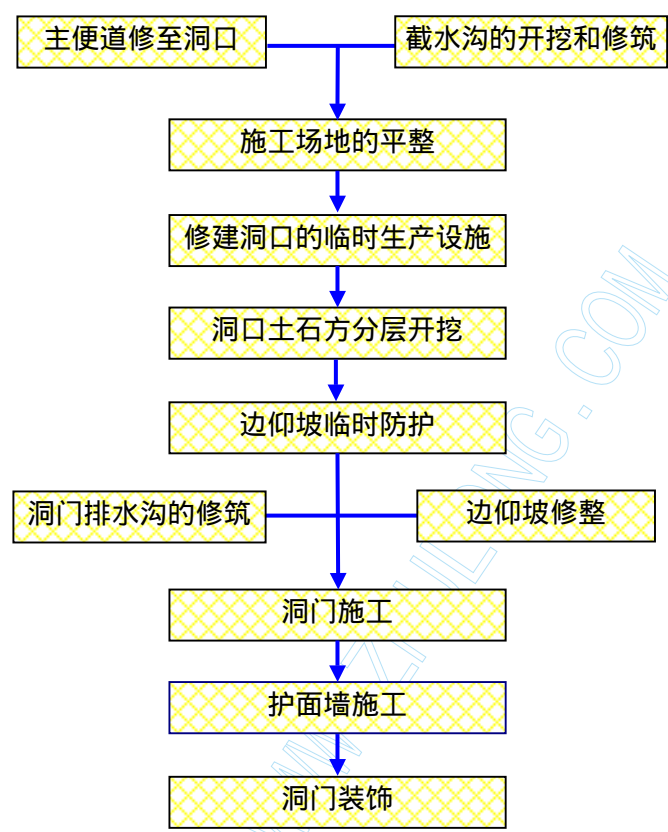 主便道修至洞口
截水沟的开挖和修筑
施工场地的平整
修建洞口的临时生产设施
洞口土石方分层开挖
边仰坡临时防护
洞门排水沟的修筑
边仰坡修整
洞门施工
护面墙施工
洞门装饰